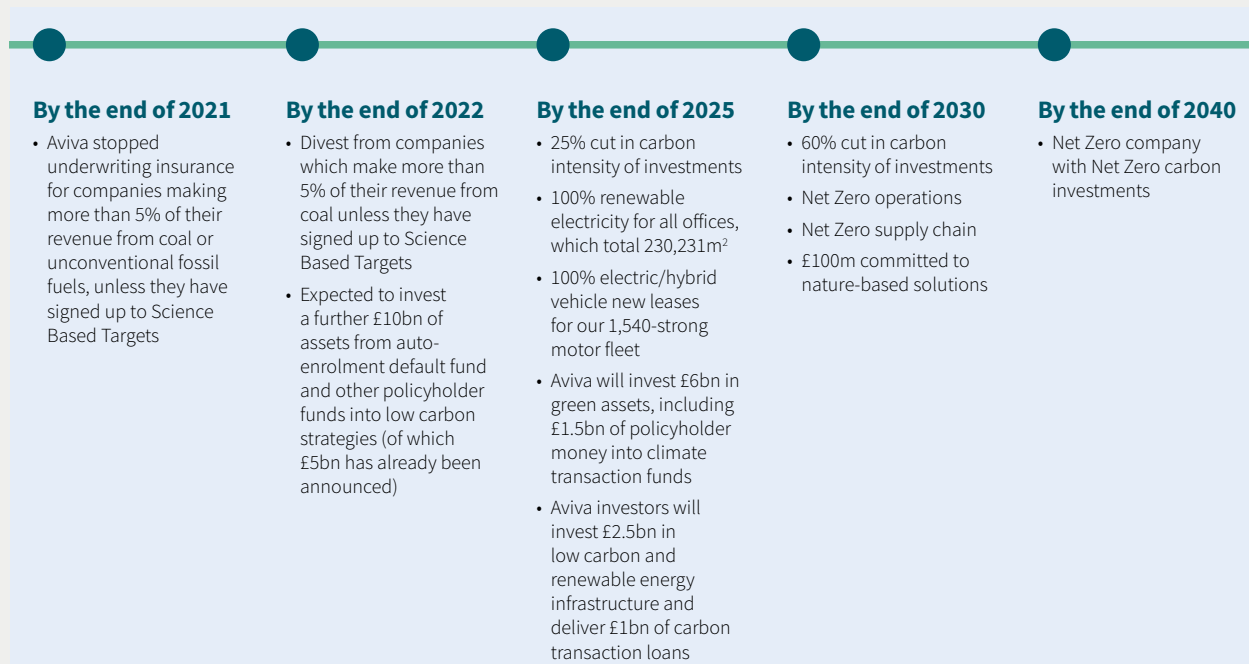 By the end of 2021
• Aviva stopped
underwriting insurance
for companies making
more than 5% of their
revenue from coal or
unconventional fossil
fuels, unless they have
signed up to Science
Based Targets
By the end of 2022
• Divest from companies
which make more than
5% of their revenue from
coal unless they have
signed up to Science
Based Targets
• Expected to invest
a further £10bn of
assets from auto-
enrolment default fund
and other policyholder
funds into low carbon
strategies (of which
£5bn has already been
announced)
By the end of 2025
• 25% cut in carbon
intensity of investments
• 100% renewable
electricity for all offices,
which total 230,231m²
• 100% electric/hybrid
vehicle new leases
for our 1,540-strong
motor fleet
• Aviva will invest £6bn in
green assets, including
£1.5bn of policyholder
money into climate
transaction funds
• Aviva investors will
invest £2.5bn in
low carbon and
renewable energy
infrastructure and
deliver £1bn of carbon
transaction loans
By the end of 2030
• 60% cut in carbon
intensity of investments
• Net Zero operations
• Net Zero supply chain
• £100m committed to
nature-based solutions
By the end of 2040
• Net Zero company
with Net Zero carbon
investments